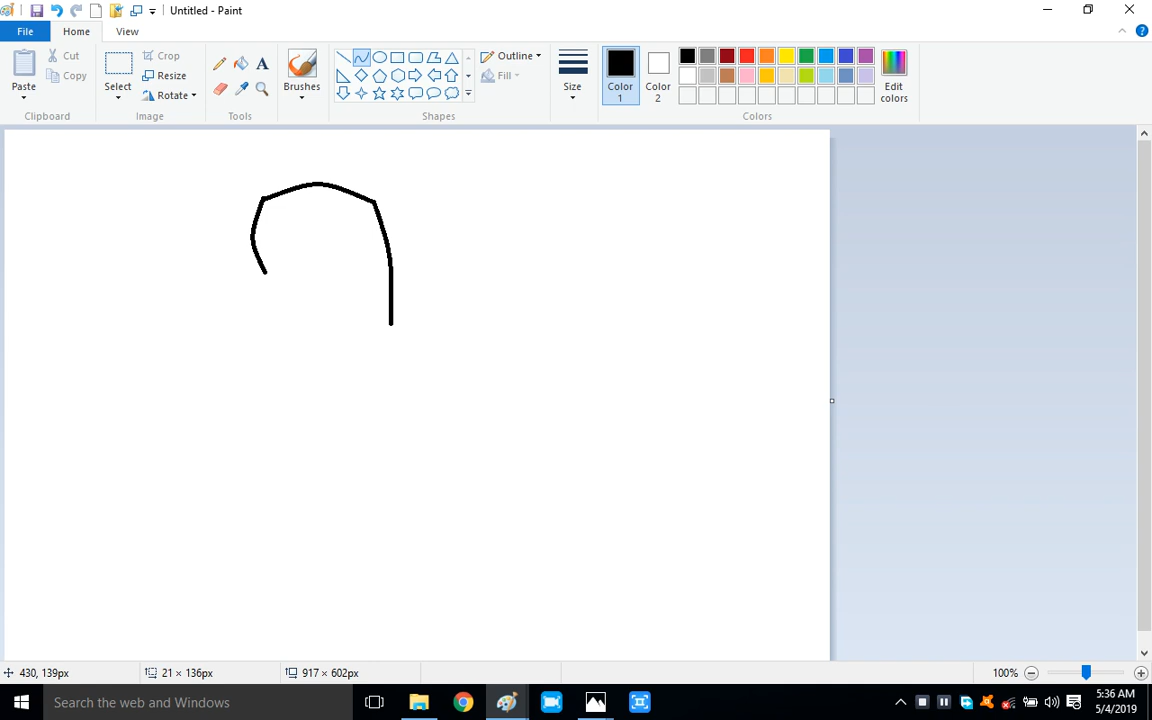 Untitled - Paint
File Home View
Paste
Cut
Copy
Clipboard
Select
Crop
Resize
Rotate
Image
A
Tools
Brushes
Outline
Fill
Shapes
Size
Color 1
Color 2
Edit colors
Colors
430, 139px 21 × 136px 917 × 602px 100%
Search the web and Windows
5:36 AM
5/4/2019